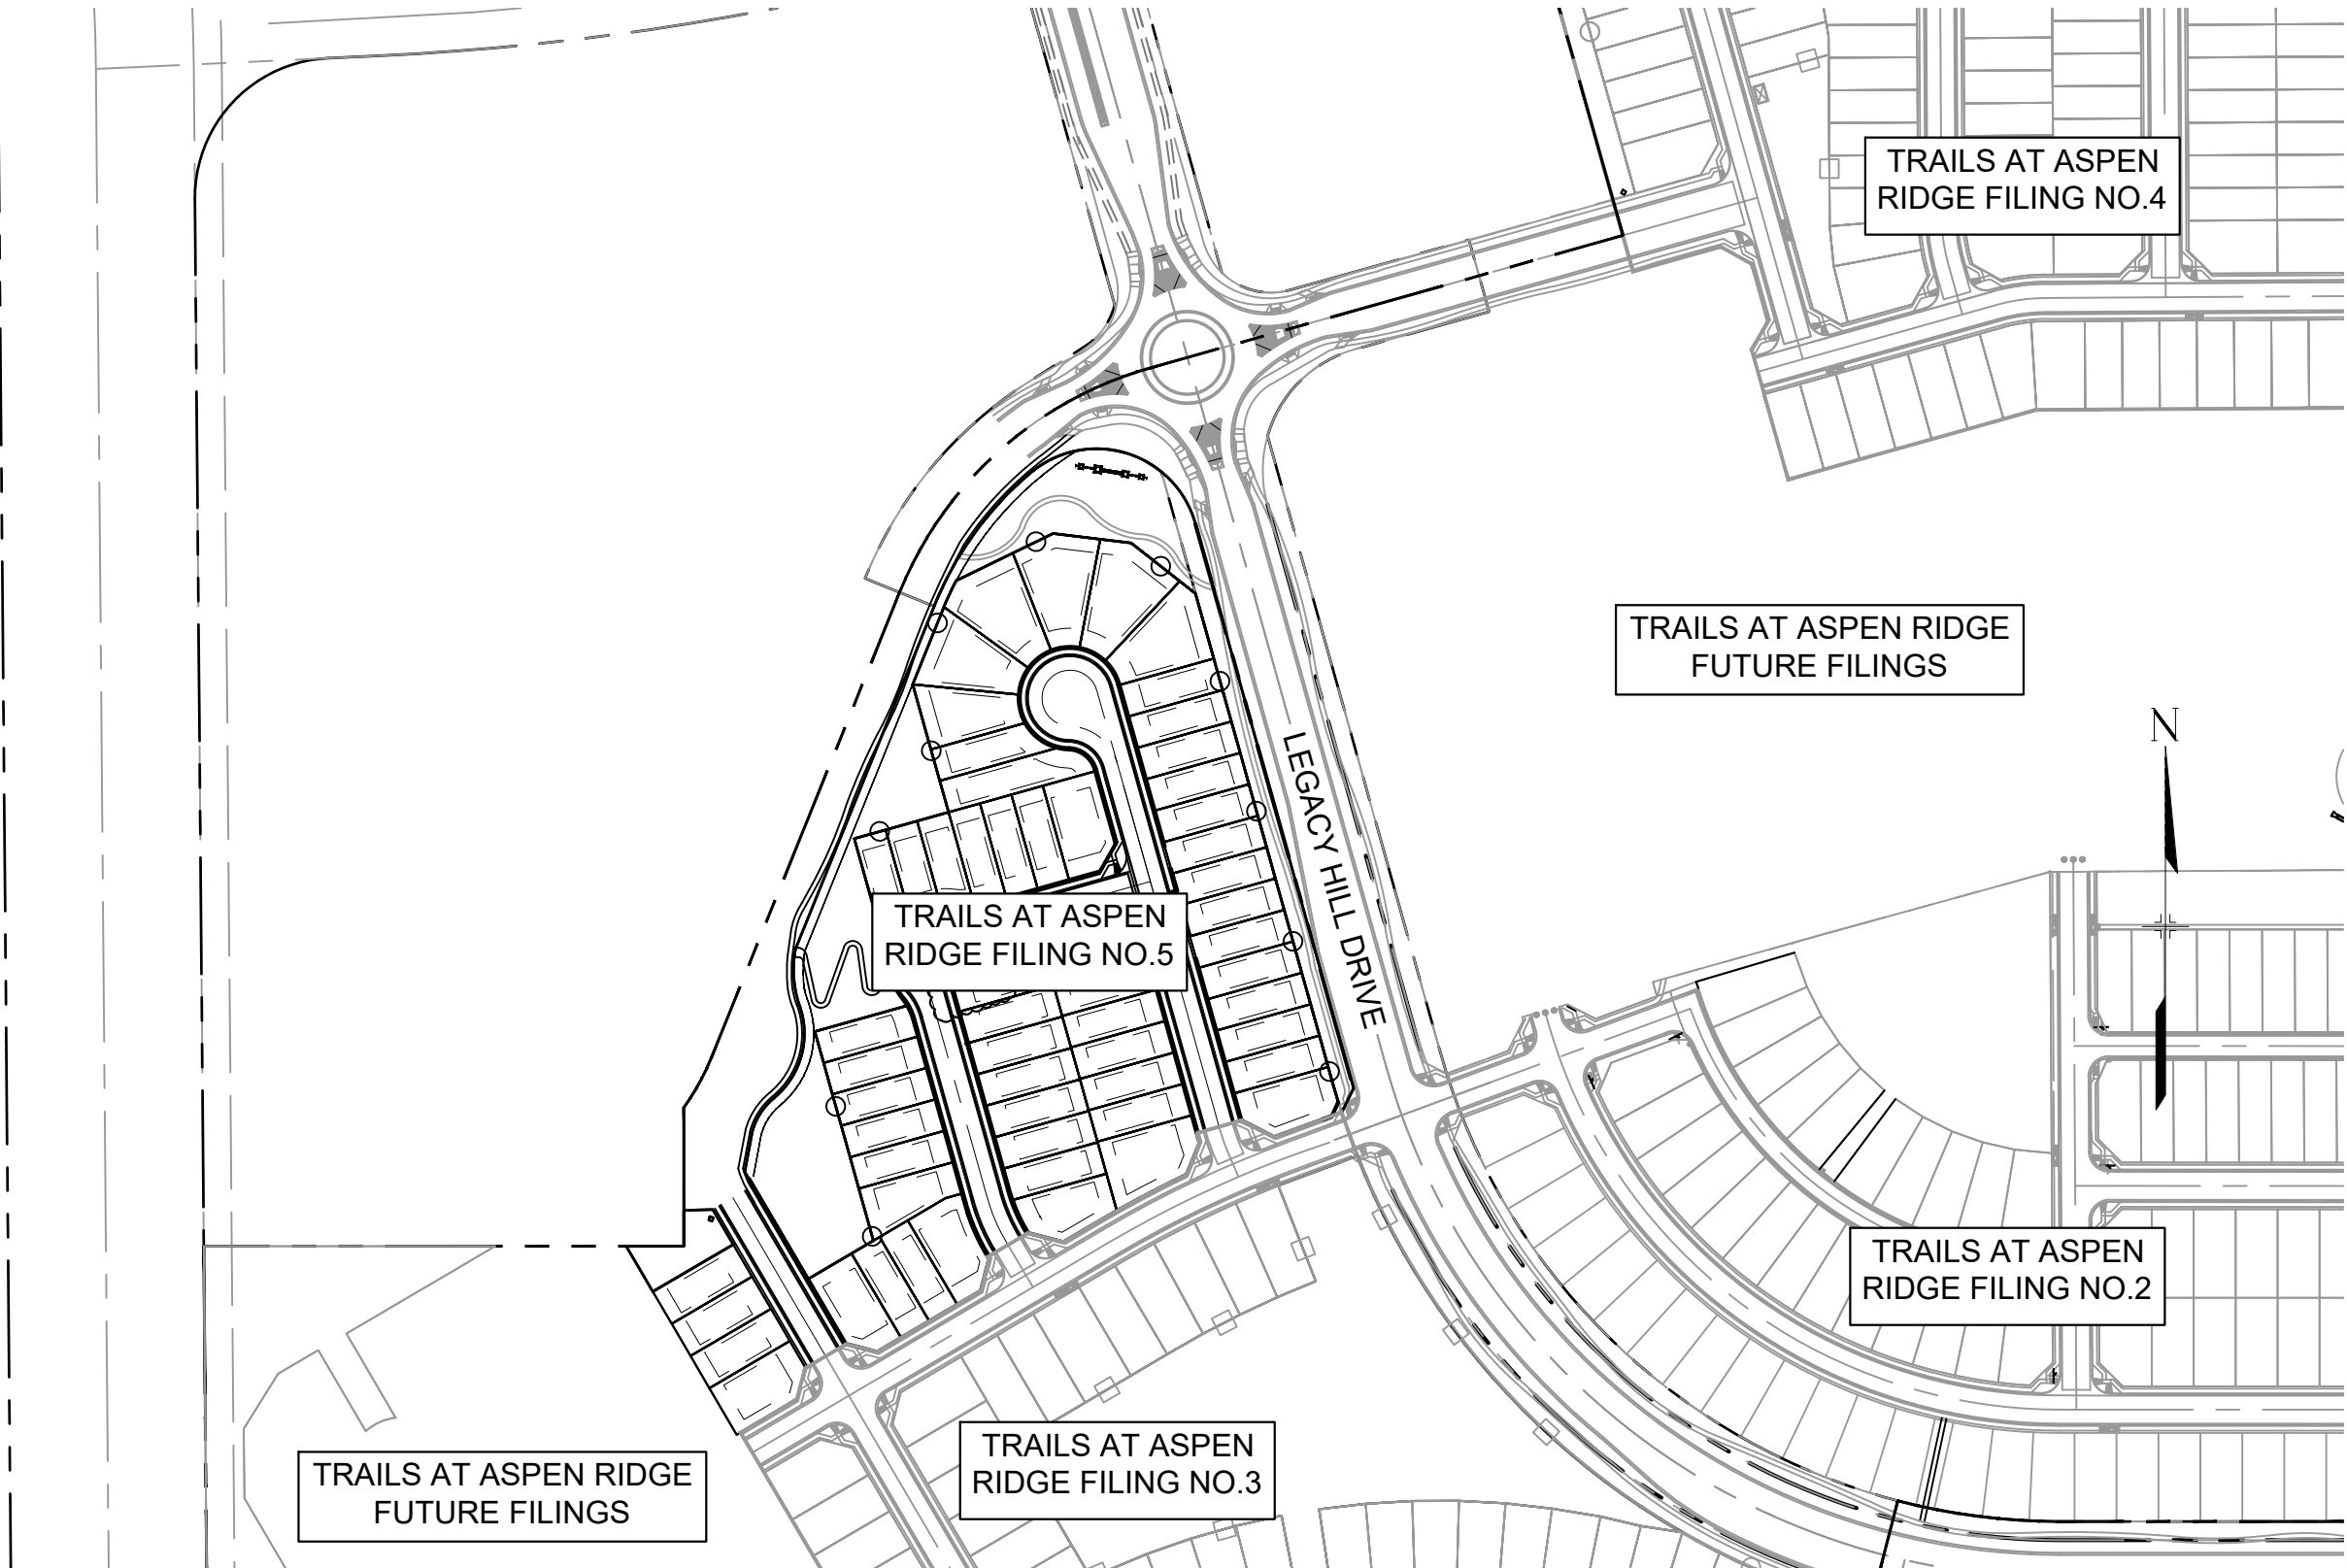 TRAILS AT ASPEN
RIDGE FILING NO.4
TRAILS AT ASPEN RIDGE
FUTURE FILINGS
N
LEGACY HILL DRIVE
TRAILS AT ASPEN
RIDGE FILING NO.5
TRAILS AT ASPEN
RIDGE FILING NO.2
TRAILS AT ASPEN
RIDGE FILING NO.3
TRAILS AT ASPEN RIDGE
FUTURE FILINGS